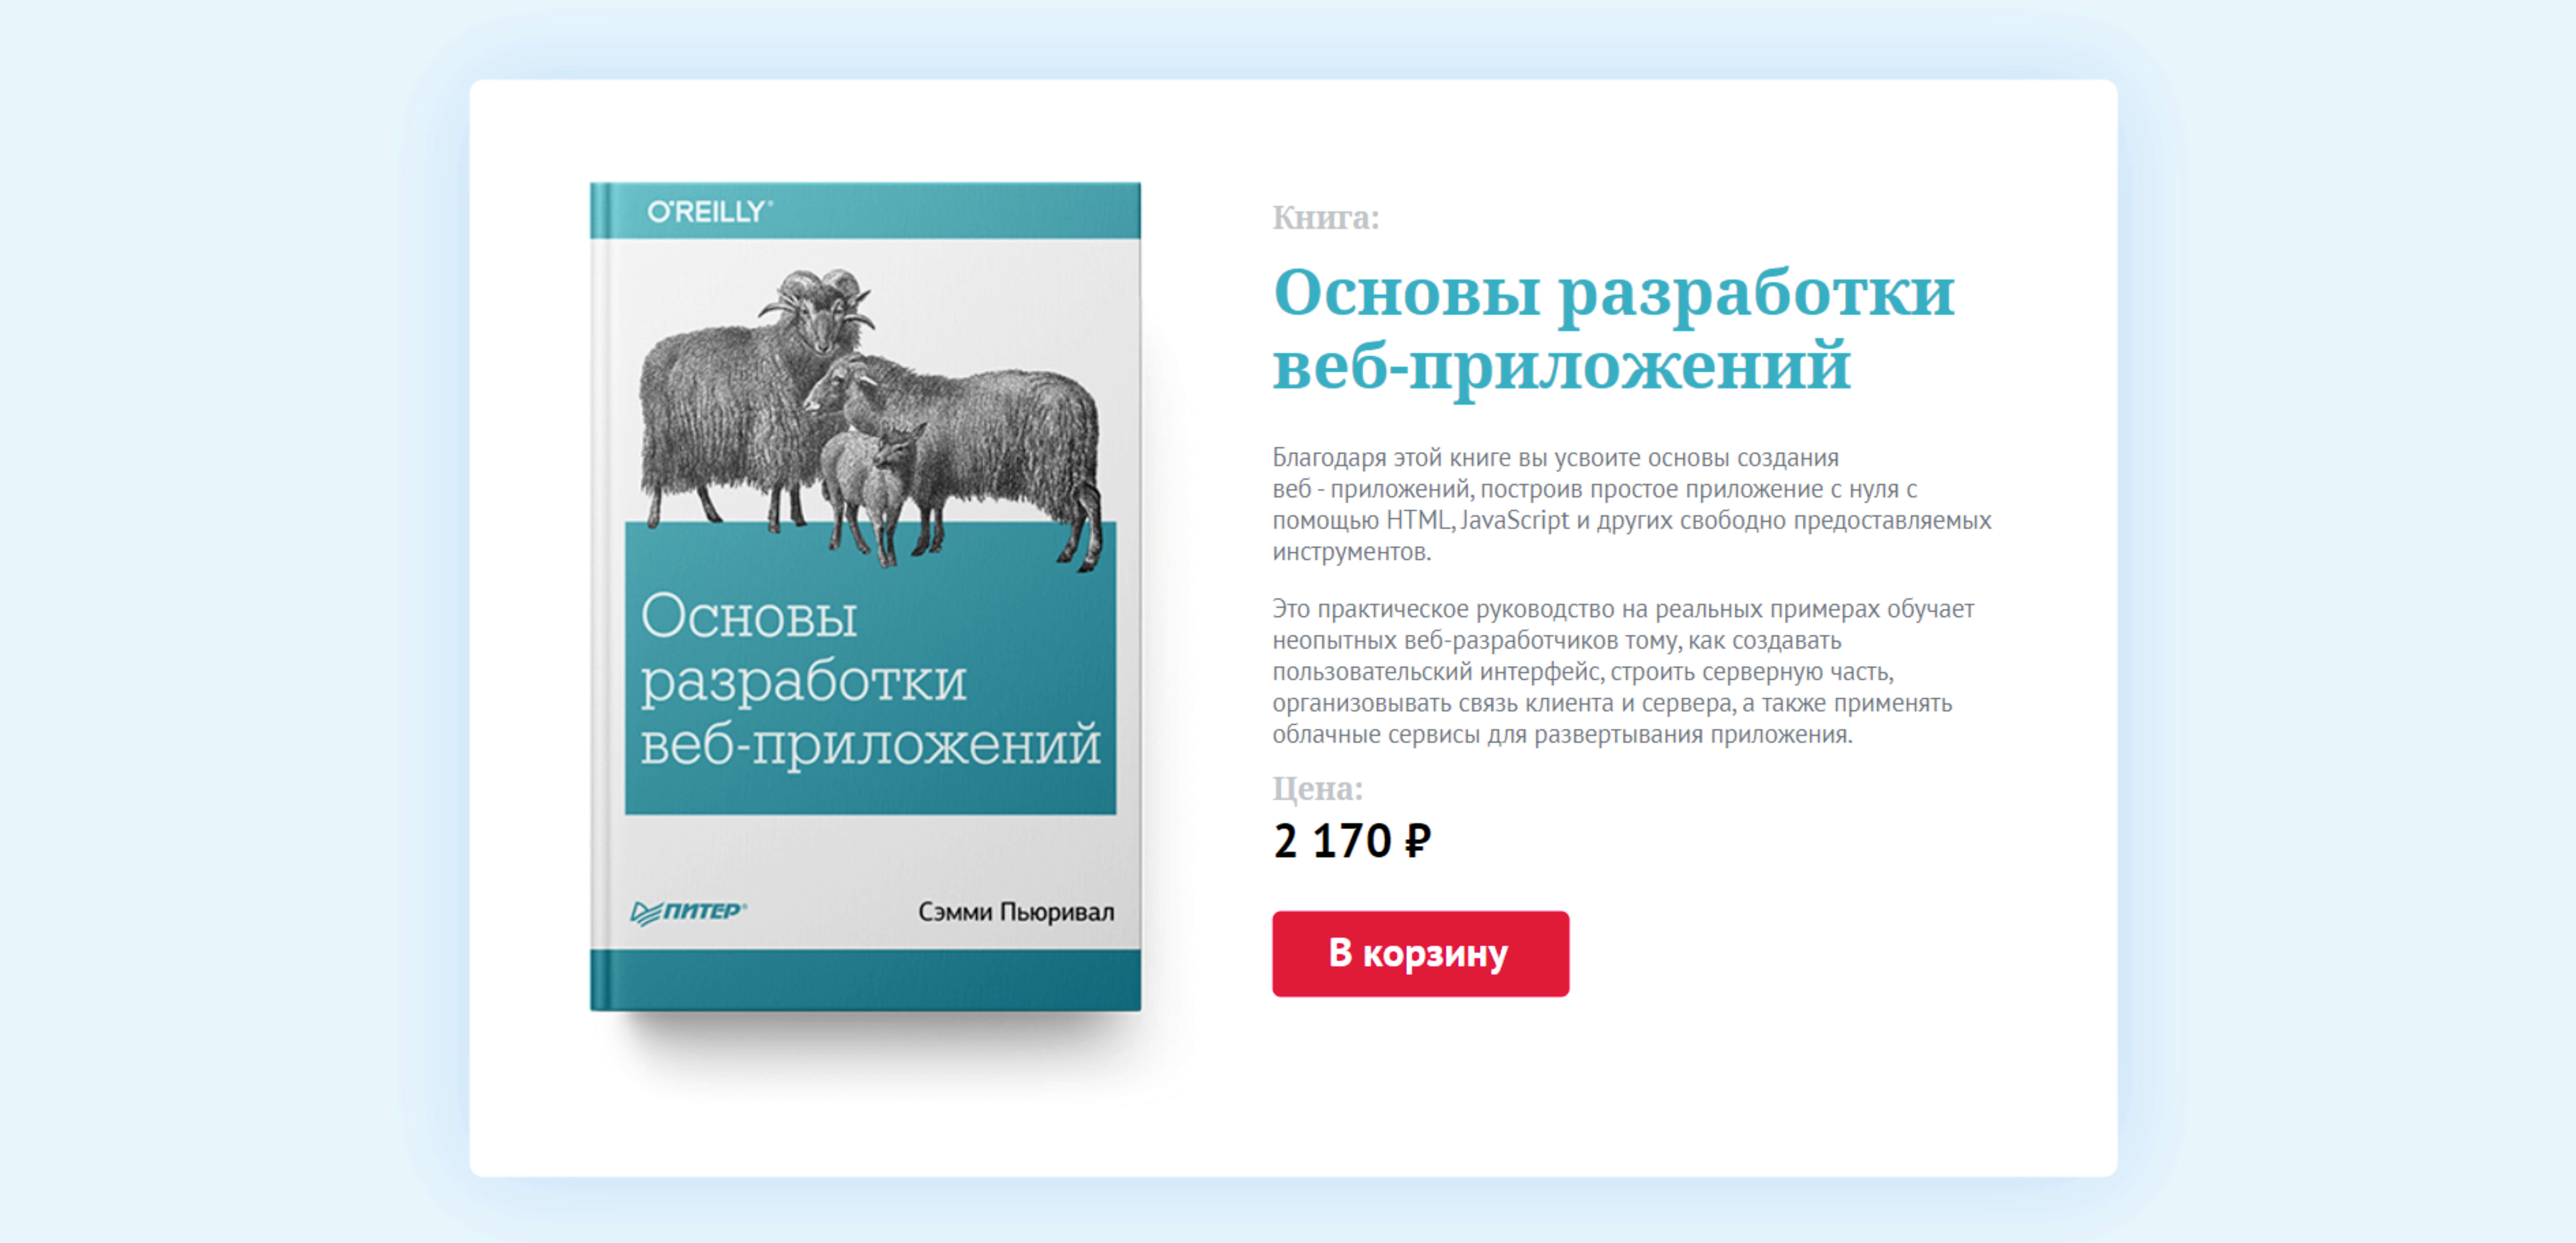 O'REILLY®
Основы
разработки
веб-приложений
ПИТЕР®
Сэмми Пьюривал
Книга:
Основы разработки
веб-приложений
Благодаря этой книге вы усвоите основы создания
веб - приложений, построив простое приложение с нуля с
помощью HTML, JavaScript и других свободно предоставляемых
инструментов.
Это практическое руководство на реальных примерах обучает
неопытных веб-разработчиков тому, как создавать
пользовательский интерфейс, строить серверную часть,
организовывать связь клиента и сервера, а также применять
облачные сервисы для развертывания приложения.
Цена:
2 170 ₽
В корзину